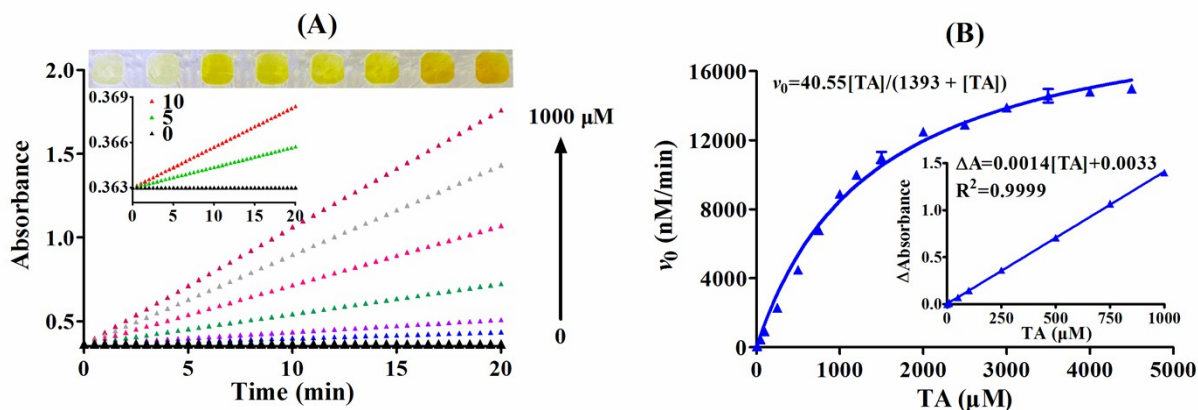 (A)
2.0
1.5
1.0
0.5
Absorbance
0.369
0.366
0.363
10
5
0
0 5 10 15 20
1000 μM
0
0 5 10 15 20
Time (min)
(B)
v₀=40.55[TA]/(1393 + [TA])
16000
12000
8000
4000
0
v₀ (nM/min)
ΔA=0.0014[TA]+0.0033
R²=0.9999
1.5
1.0
0.5
0.0
ΔAbsorbance
0 250 500 750 1000
TA (μM)
0 1000 2000 3000 4000 5000
TA (μM)